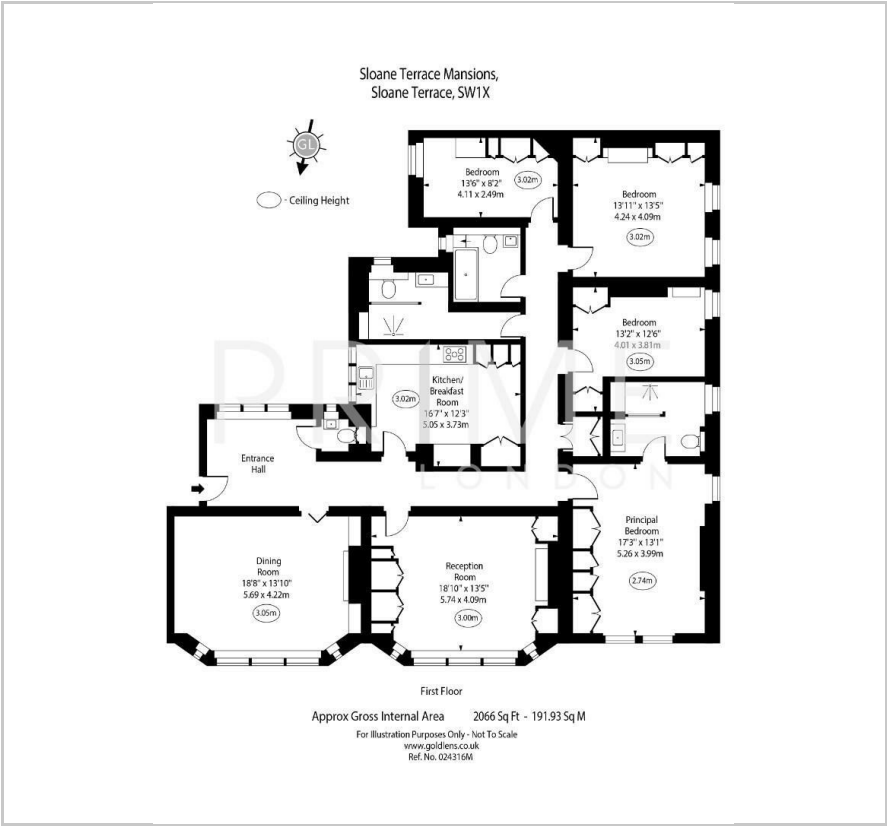 Sloane Terrace Mansions,
Sloane Terrace, SW1X
GL
- Ceiling Height
Bedroom
13'6" x 8'2"
4.11 x 2.49m
3.02m
Bedroom
13'11" x 13'5"
4.24 x 4.09m
3.02m
Bedroom
13'2" x 12'6"
4.01 x 3.81m
3.05m
Kitchen/
Breakfast
Room
16'7" x 12'3"
5.05 x 3.73m
3.02m
PRIME
LONDON
Entrance
Hall
Principal
Bedroom
17'3" x 13'1"
5.26 x 3.99m
2.74m
Dining
Room
18'8" x 13'10"
5.69 x 4.22m
3.05m
Reception
Room
18'10" x 13'5"
5.74 x 4.09m
3.00m
First Floor
Approx Gross Internal Area 2066 Sq Ft - 191.93 Sq M
For Illustration Purposes Only - Not To Scale
www.goldlens.co.uk
Ref. No. 024316M